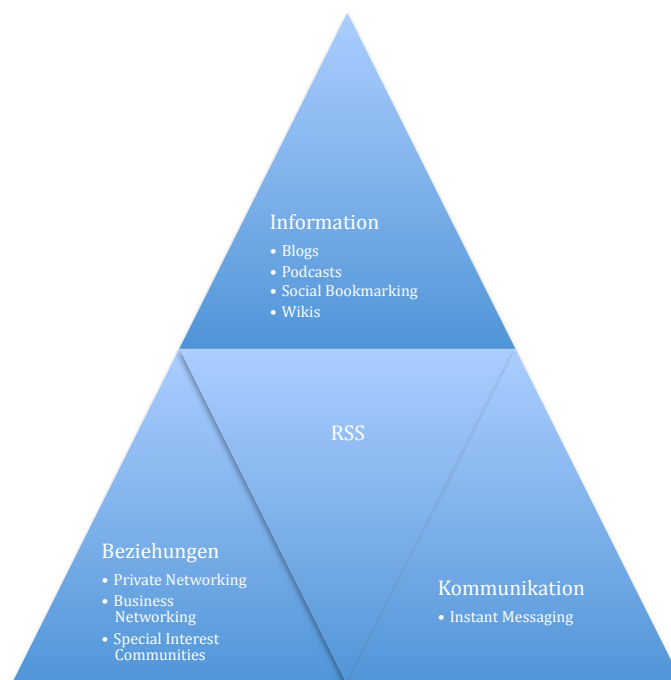 Information
• Blogs
• Podcasts
• Social Bookmarking
• Wikis
RSS
Beziehungen
• Private Networking
• Business
Networking
• Special Interest
Communities
Kommunikation
• Instant Messaging